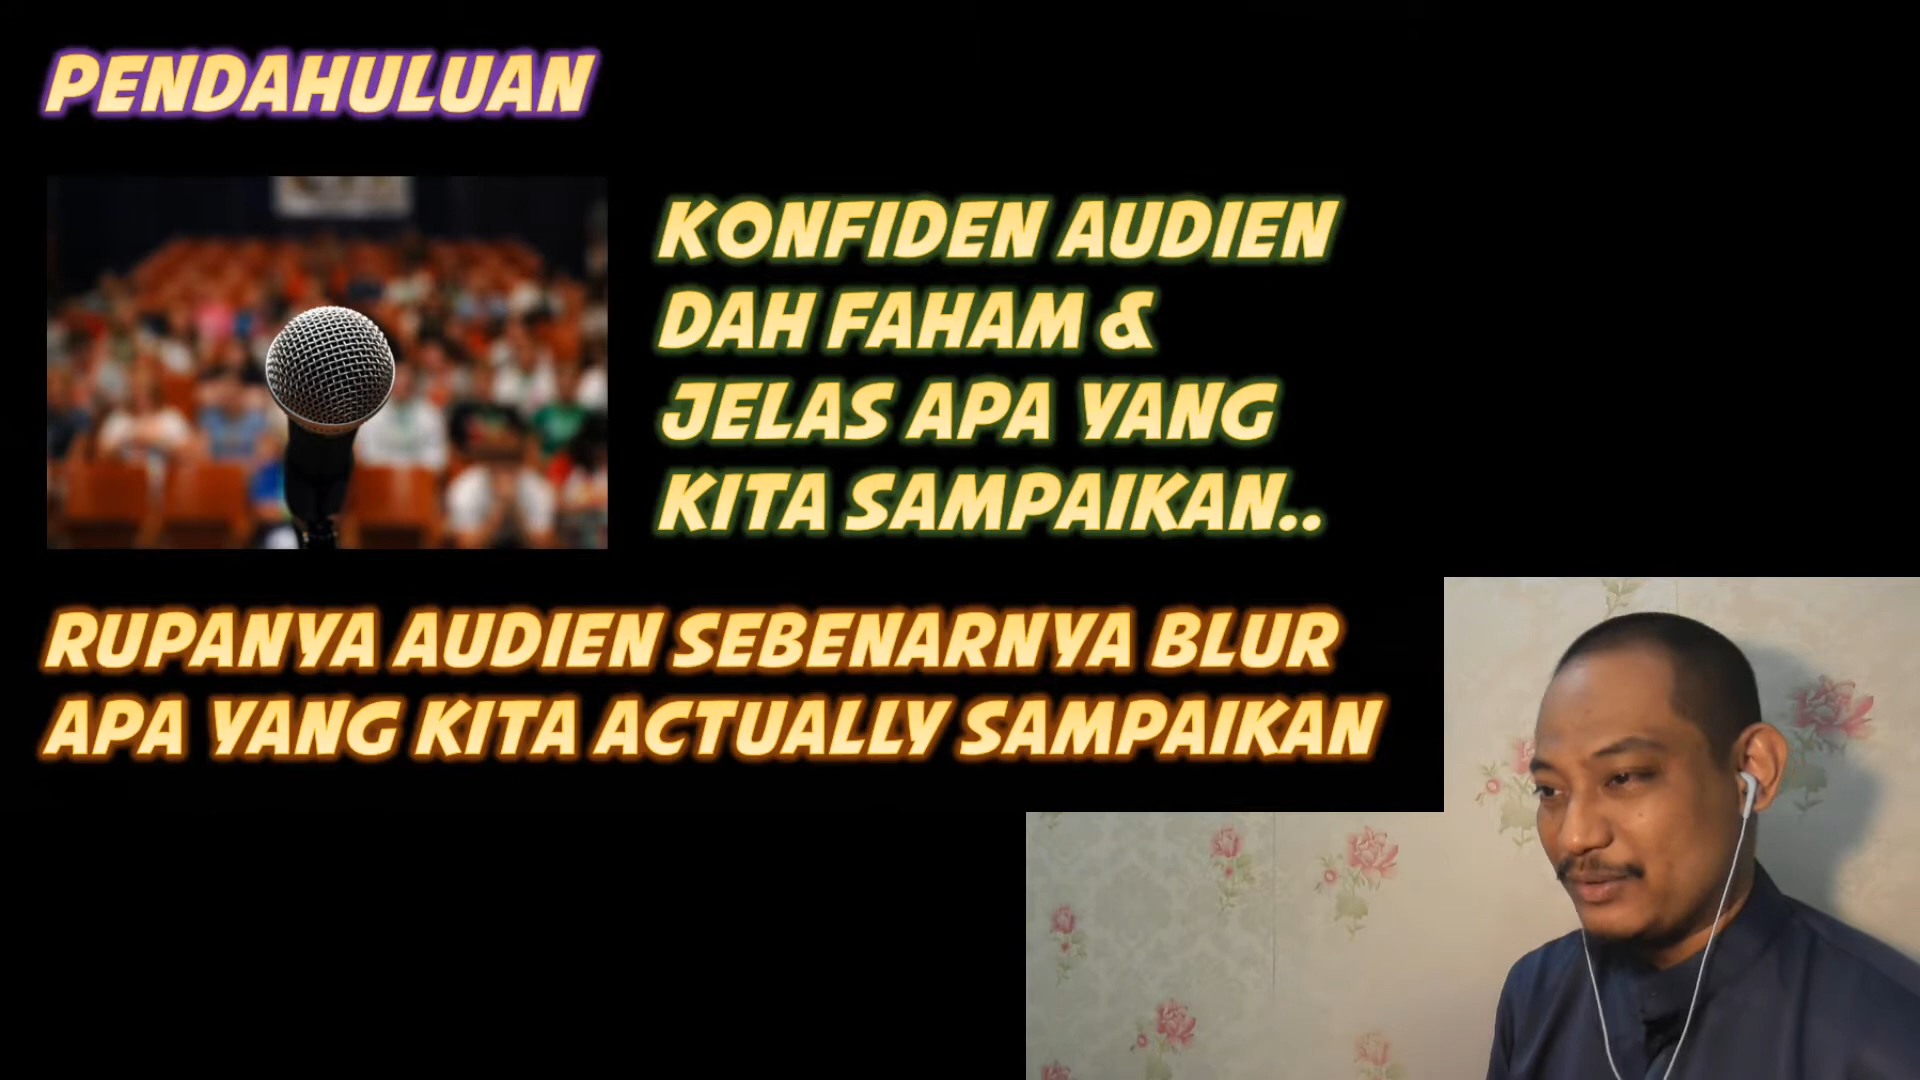 PENDAHULUAN
KONFIDEN AUDIEN
DAH FAHAM &
JELAS APA YANG
KITA SAMPAIKAN..
RUPANYA AUDIEN SEBENARNYA BLUR
APA YANG KITA ACTUALLY SAMPAIKAN